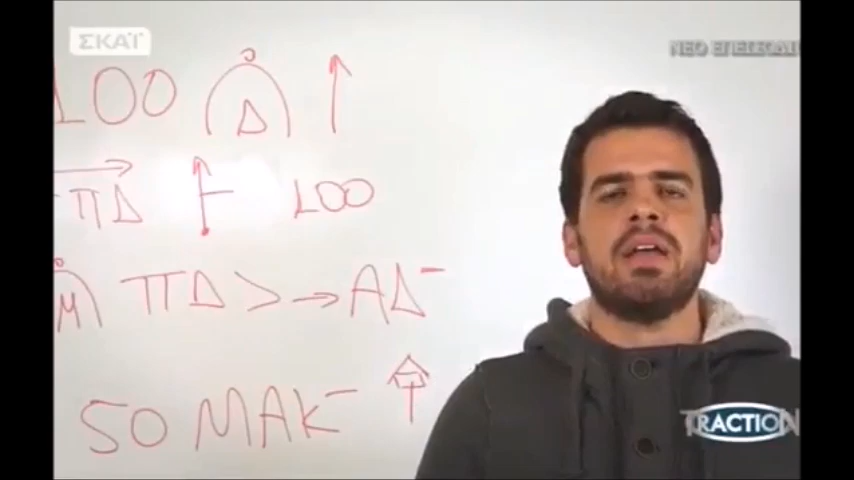 ΣΚΑΪ
ΝΕΟ ΕΠΕΙΣΟΔΙ
100 Δ ↑
→
ΠΔ 100
Μ ΠΔ > → ΑΔ-
50 ΜΑΚ-
TRACTION